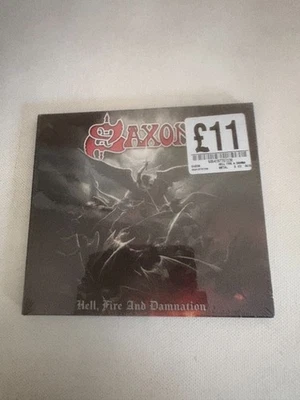 SAXON
£11
Hell, Fire And Damnation